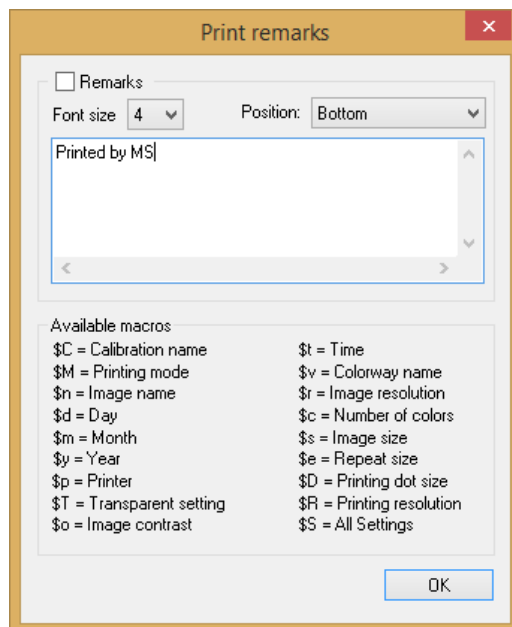 Print remarks
Remarks
Font size 4 Position: Bottom
Printed by MS
Available macros
$C = Calibration name $t = Time
$M = Printing mode $v = Colorway name
$n = Image name $r = Image resolution
$d = Day $c = Number of colors
$m = Month $s = Image size
$y = Year $e = Repeat size
$p = Printer $D = Printing dot size
$T = Transparent setting $R = Printing resolution
$o = Image contrast $S = All Settings
OK